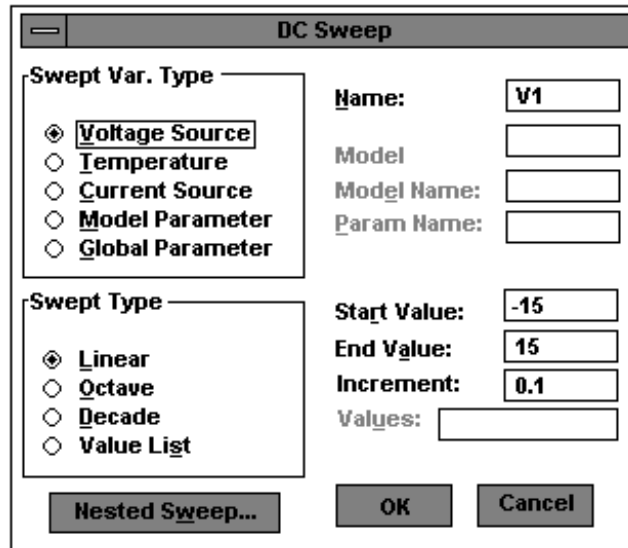 DC Sweep
Swept Var. Type
Voltage Source
Temperature
Current Source
Model Parameter
Global Parameter
Name: V1
Model
Model Name:
Param Name:
Swept Type
Linear
Octave
Decade
Value List
Start Value: -15
End Value: 15
Increment: 0.1
Values:
Nested Sweep...
OK
Cancel